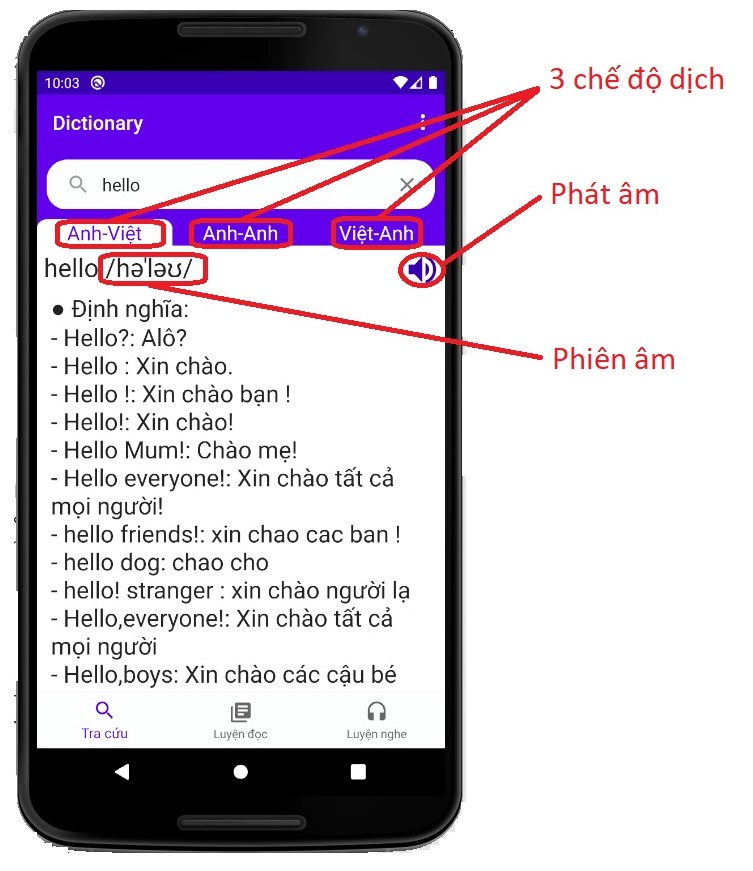 10:03
3 chế độ dịch
Dictionary
hello
Phát âm
Anh-Việt Anh-Anh Việt-Anh
hello /həˈləʊ/
● Định nghĩa:
- Hello?: Alô?
Phiên âm
- Hello : Xin chào.
- Hello !: Xin chào bạn !
- Hello!: Xin chào!
- Hello Mum!: Chào mẹ!
- Hello everyone!: Xin chào tất cả
mọi người!
- hello friends!: xin chao cac ban !
- hello dog: chao cho
- hello! stranger : xin chào người lạ
- Hello,everyone!: Xin chào tất cả
mọi người
- Hello,boys: Xin chào các cậu bé
Tra cứu Luyện đọc Luyện nghe